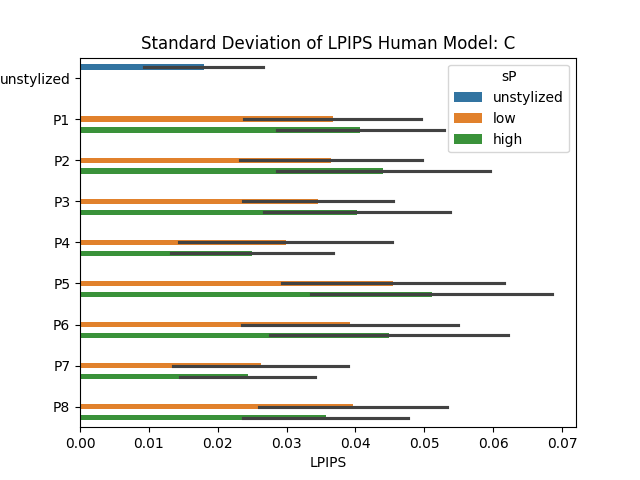 Standard Deviation of LPIPS Human Model: C
sP
unstylized
low
high
unstylized
P1
P2
P3
P4
P5
P6
P7
P8
0.00 0.01 0.02 0.03 0.04 0.05 0.06 0.07
LPIPS